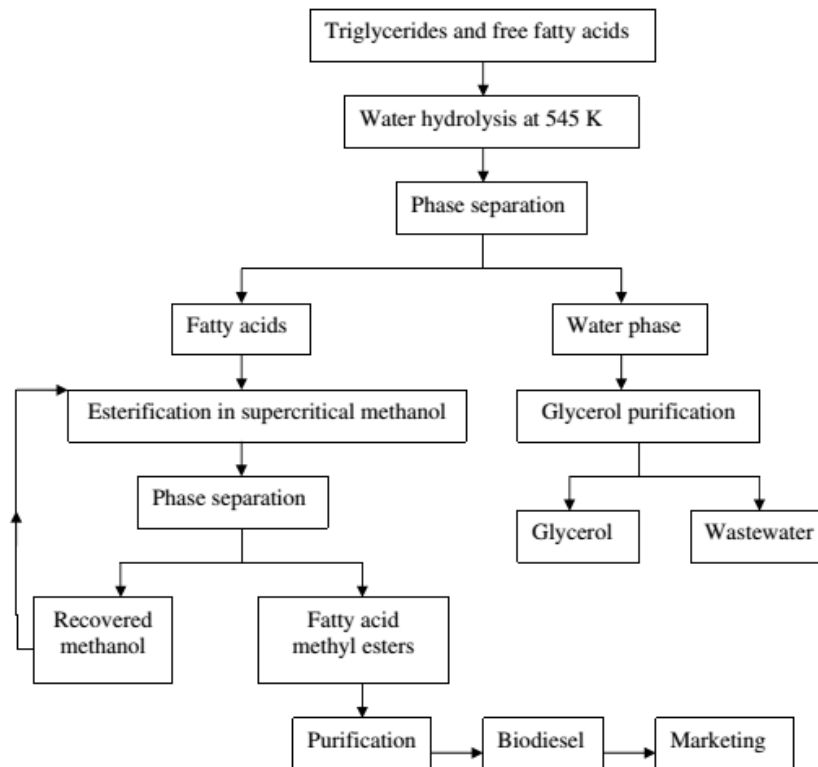 Triglycerides and free fatty acids
Water hydrolysis at 545 K
Phase separation
Fatty acids
Water phase
Esterification in supercritical methanol
Glycerol purification
Phase separation
Glycerol
Wastewater
Recovered
methanol
Fatty acid
methyl esters
Purification
Biodiesel
Marketing